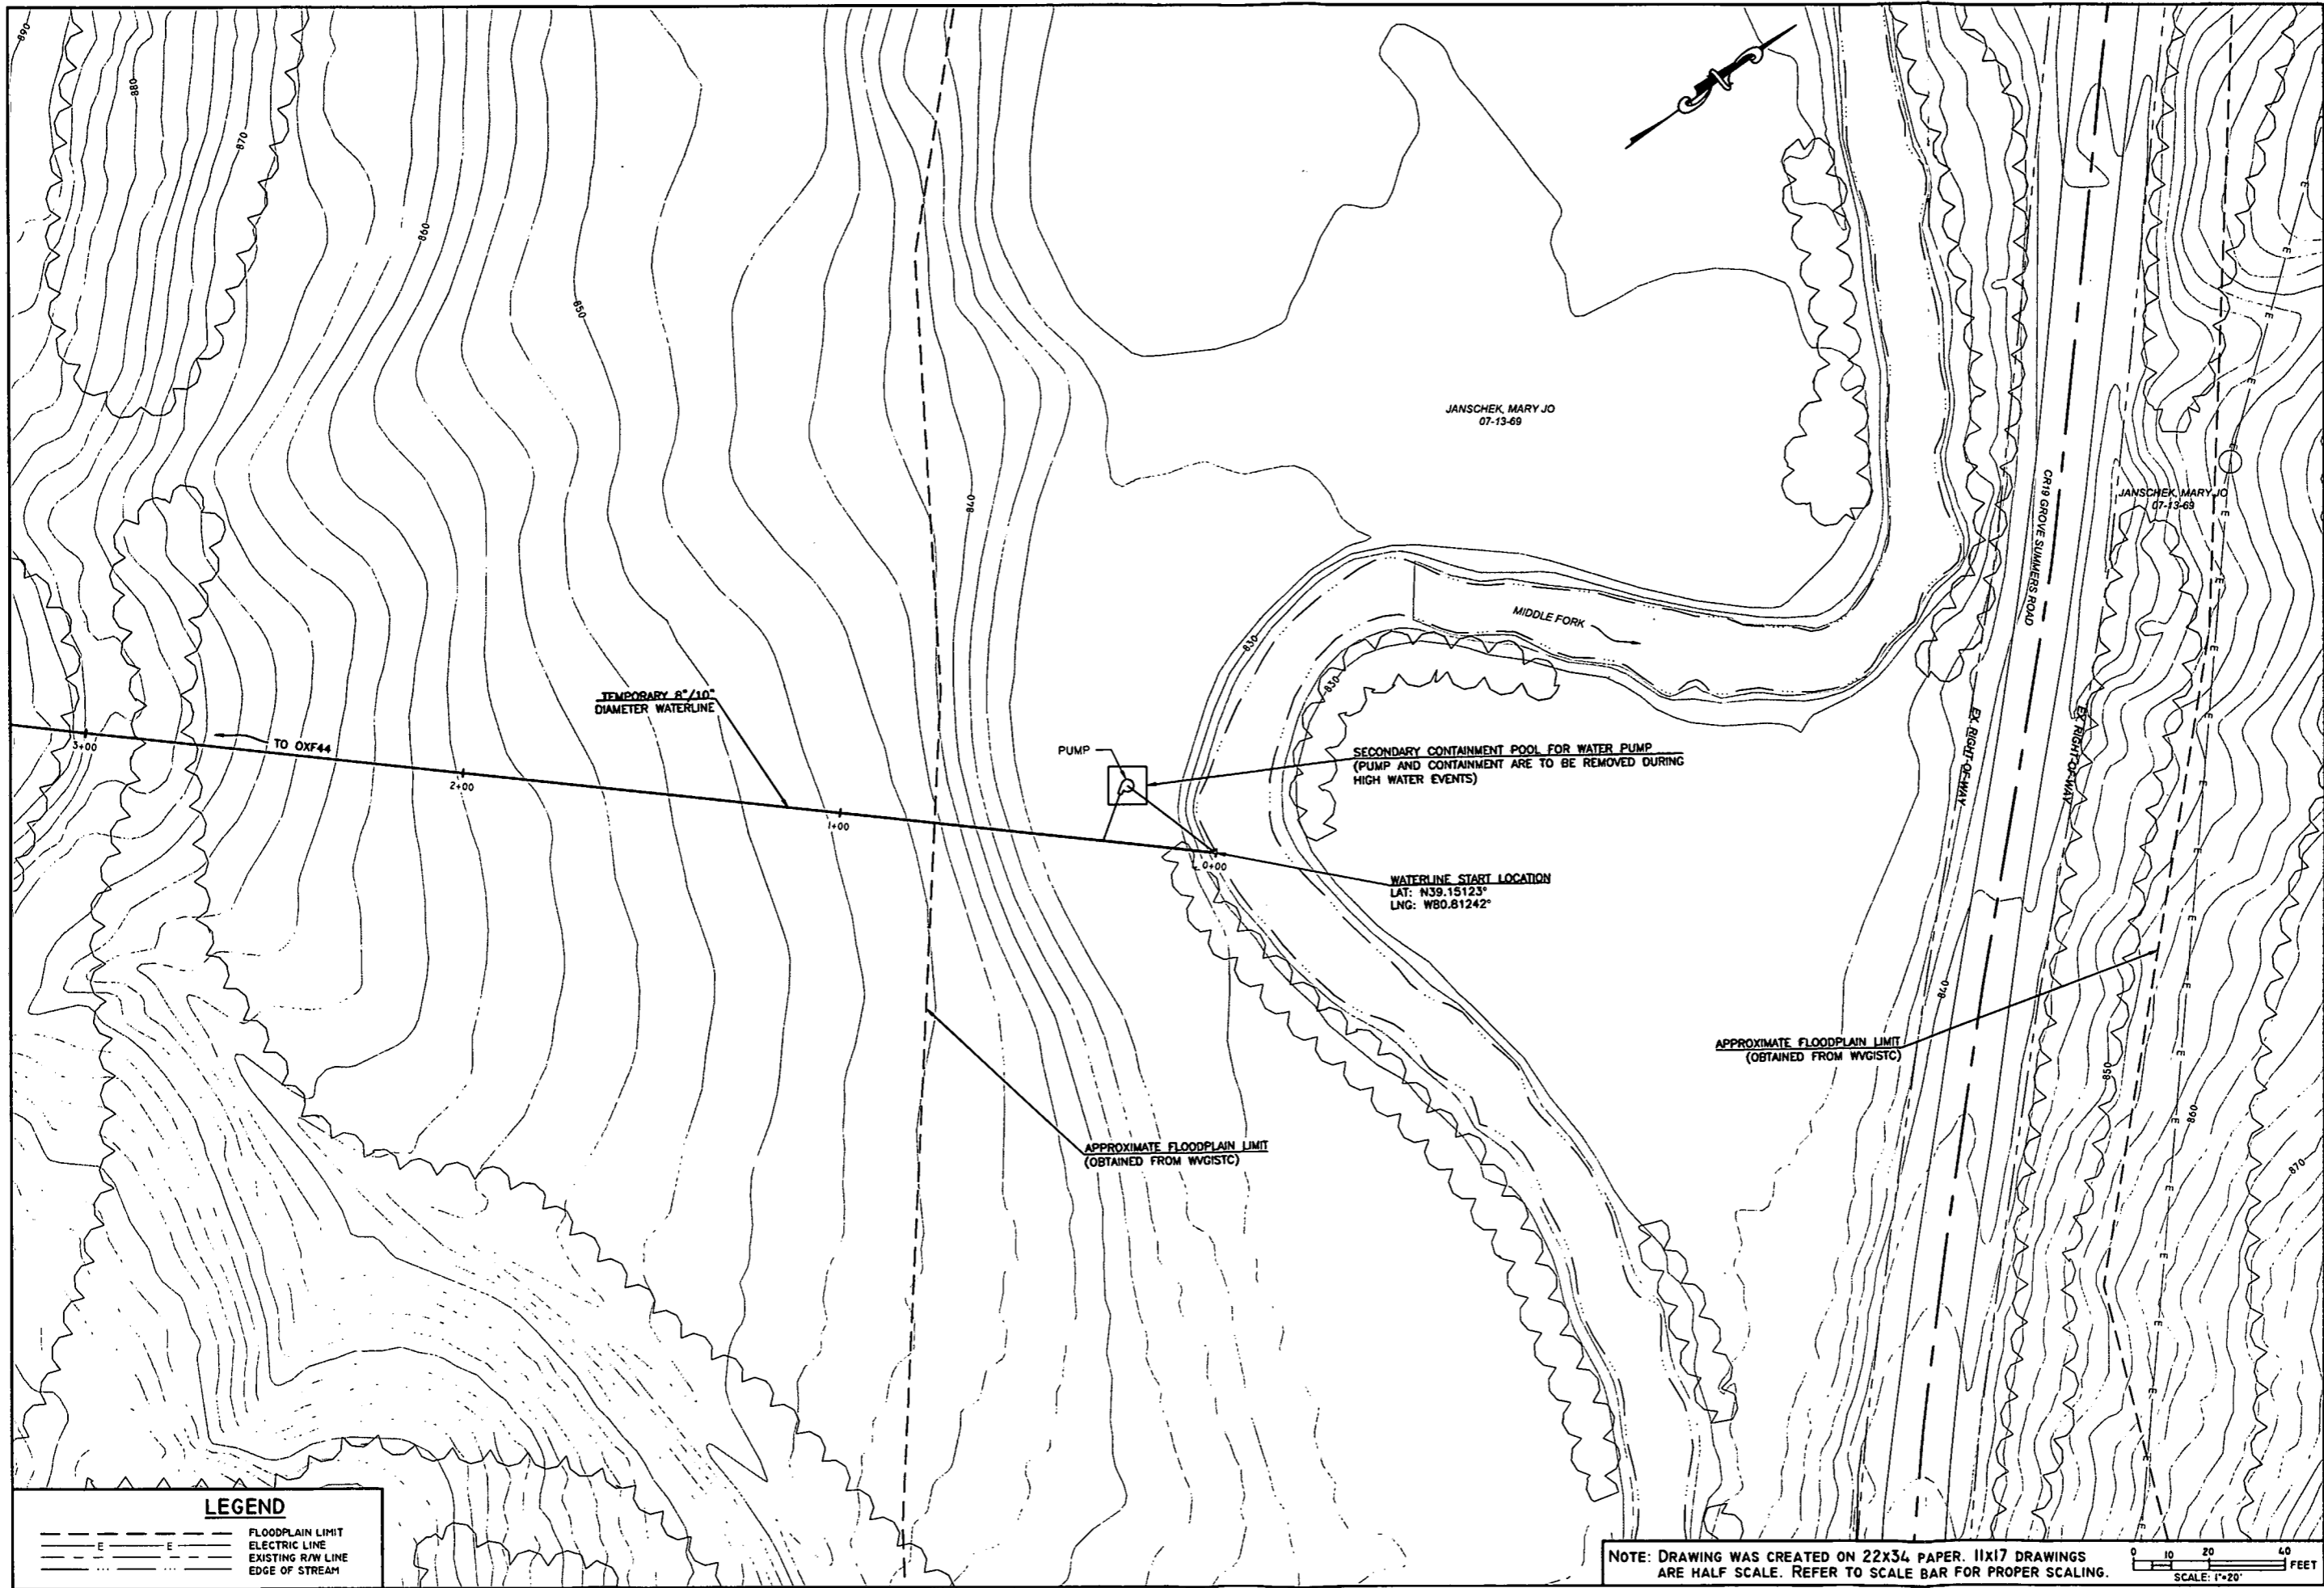 890
880
870
860
850
840
JANSCHEK, MARY JO
07-13-69
CR19 GROVE SUMMERS ROAD
JANSCHEK, MARY JO
07-13-69
MIDDLE FORK
830
830
TEMPORARY 8"/10"
DIAMETER WATERLINE
TO OXF44
3+00
2+00
1+00
0+00
PUMP
SECONDARY CONTAINMENT POOL FOR WATER PUMP
(PUMP AND CONTAINMENT ARE TO BE REMOVED DURING
HIGH WATER EVENTS)
EX. RIGHT-OF-WAY
EX. RIGHT-OF-WAY
WATERLINE START LOCATION
LAT: N39.15123°
LNG: W80.81242°
840
APPROXIMATE FLOODPLAIN LIMIT
(OBTAINED FROM WVGISTC)
850
860
870
APPROXIMATE FLOODPLAIN LIMIT
(OBTAINED FROM WVGISTC)
LEGEND
FLOODPLAIN LIMIT
E E ELECTRIC LINE
EXISTING R/W LINE
EDGE OF STREAM
NOTE: DRAWING WAS CREATED ON 22X34 PAPER. 11X17 DRAWINGS
ARE HALF SCALE. REFER TO SCALE BAR FOR PROPER SCALING.
0 10 20 40
FEET
SCALE: 1"=20'